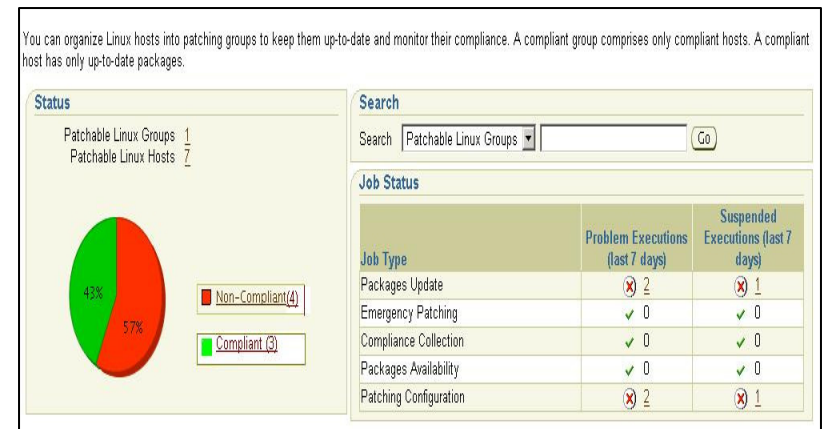 You can organize Linux hosts into patching groups to keep them up-to-date and monitor their compliance. A compliant group comprises only compliant hosts. A compliant
host has only up-to-date packages.
Status
Patchable Linux Groups 1
Patchable Linux Hosts 7
43%
57%
Non-Compliant(4)
Compliant (3)
Search
Search Patchable Linux Groups Go
Job Status
Job Type Problem Executions (last 7 days) Suspended Executions (last 7 days)
Packages Update 2 1
Emergency Patching 0 0
Compliance Collection 0 0
Packages Availability 0 0
Patching Configuration 2 1